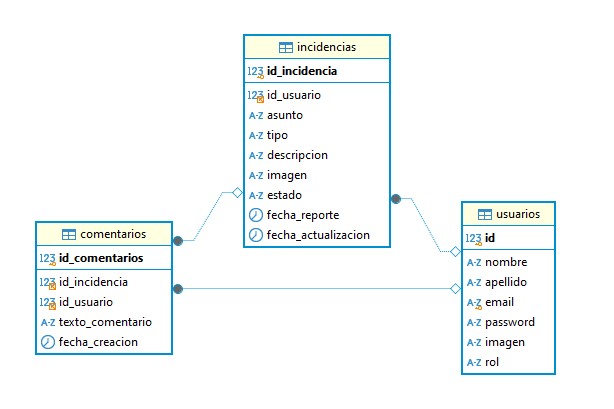 incidencias
123 id_incidencia
123 id_usuario
A-Z asunto
A-Z tipo
A-Z descripcion
A-Z imagen
A-Z estado
fecha_reporte
fecha_actualizacion
comentarios
123 id_comentarios
123 id_incidencia
123 id_usuario
A-Z texto_comentario
fecha_creacion
usuarios
123 id
A-Z nombre
A-Z apellido
A-Z email
A-Z password
A-Z imagen
A-Z rol